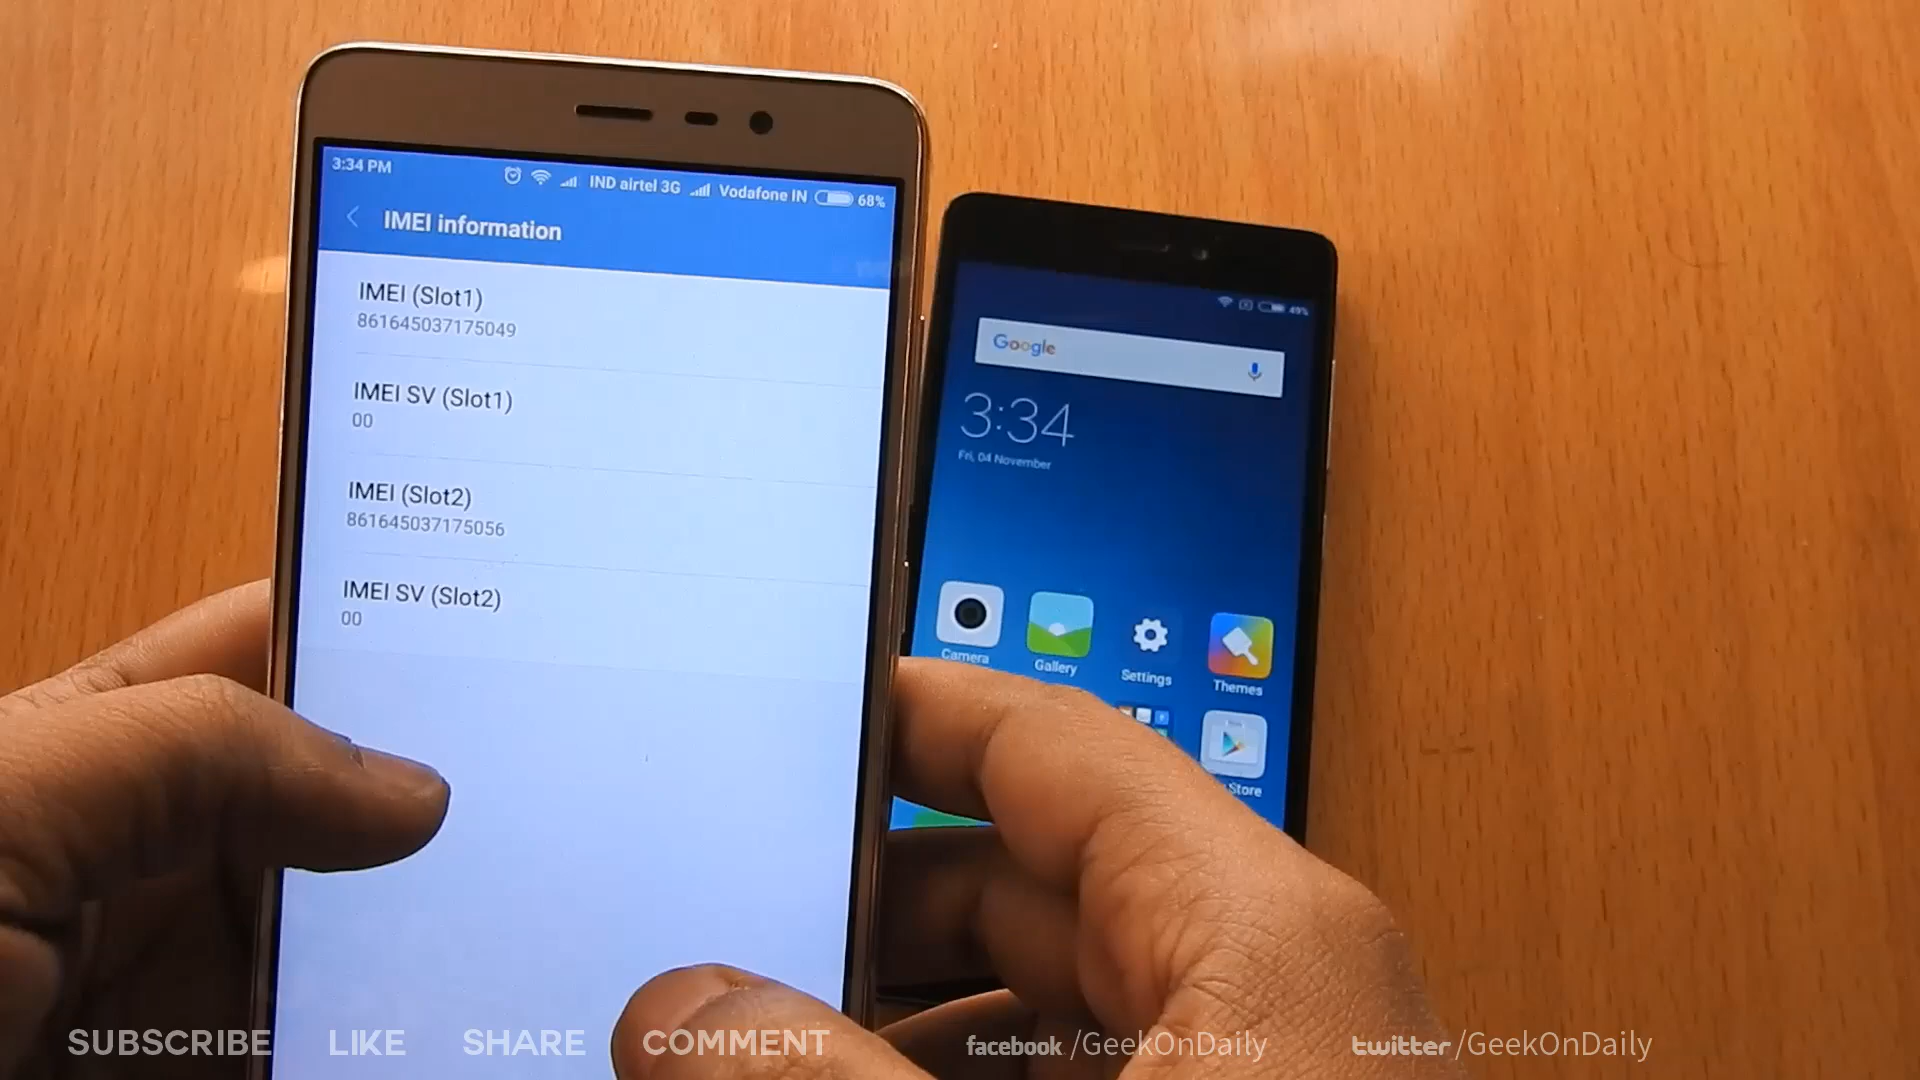 3:34 PM
IND airtel 3G
Vodafone IN
68%
IMEI information
IMEI (Slot1)
861645037175049
IMEI SV (Slot1)
00
IMEI (Slot2)
861645037175056
IMEI SV (Slot2)
00
49%
Google
3:34
Fri, 04 November
Camera
Gallery
Settings
Themes
Store
SUBSCRIBE LIKE SHARE COMMENT facebook /GeekOnDaily twitter /GeekOnDaily